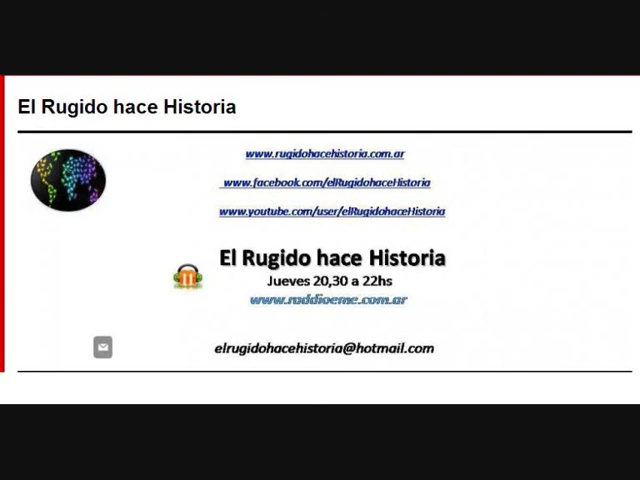 El Rugido hace Historia
www.rugidohacehistoria.com.ar
www.facebook.com/elRugidohaceHistoria
www.youtube.com/user/elRugidohaceHistoria
El Rugido hace Historia
Jueves 20,30 a 22hs
www.raddioeme.com.ar
elrugidohacehistoria@hotmail.com